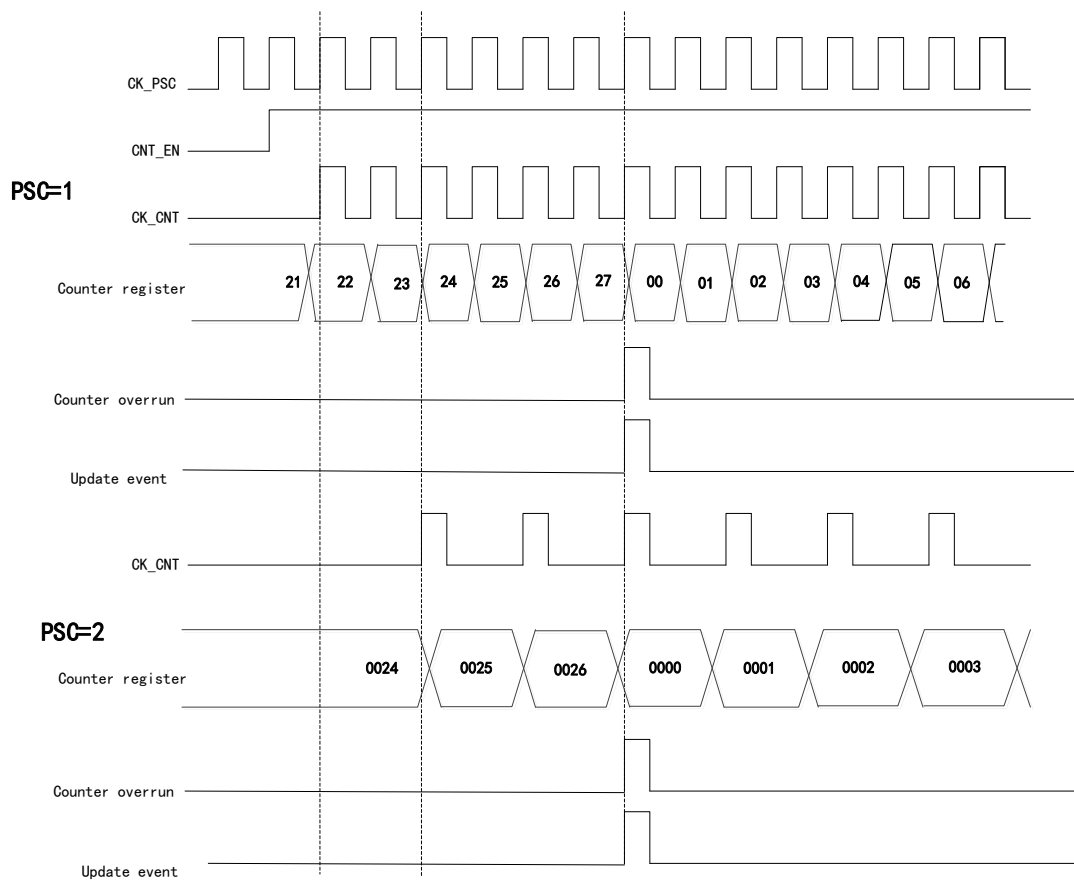 CK_PSC
CNT_EN
PSC=1
CK_CNT
Counter register
21 22 23 24 25 26 27 00 01 02 03 04 05 06
Counter overrun
Update event
CK_CNT
PSC=2
Counter register
0024 0025 0026 0000 0001 0002 0003
Counter overrun
Update event